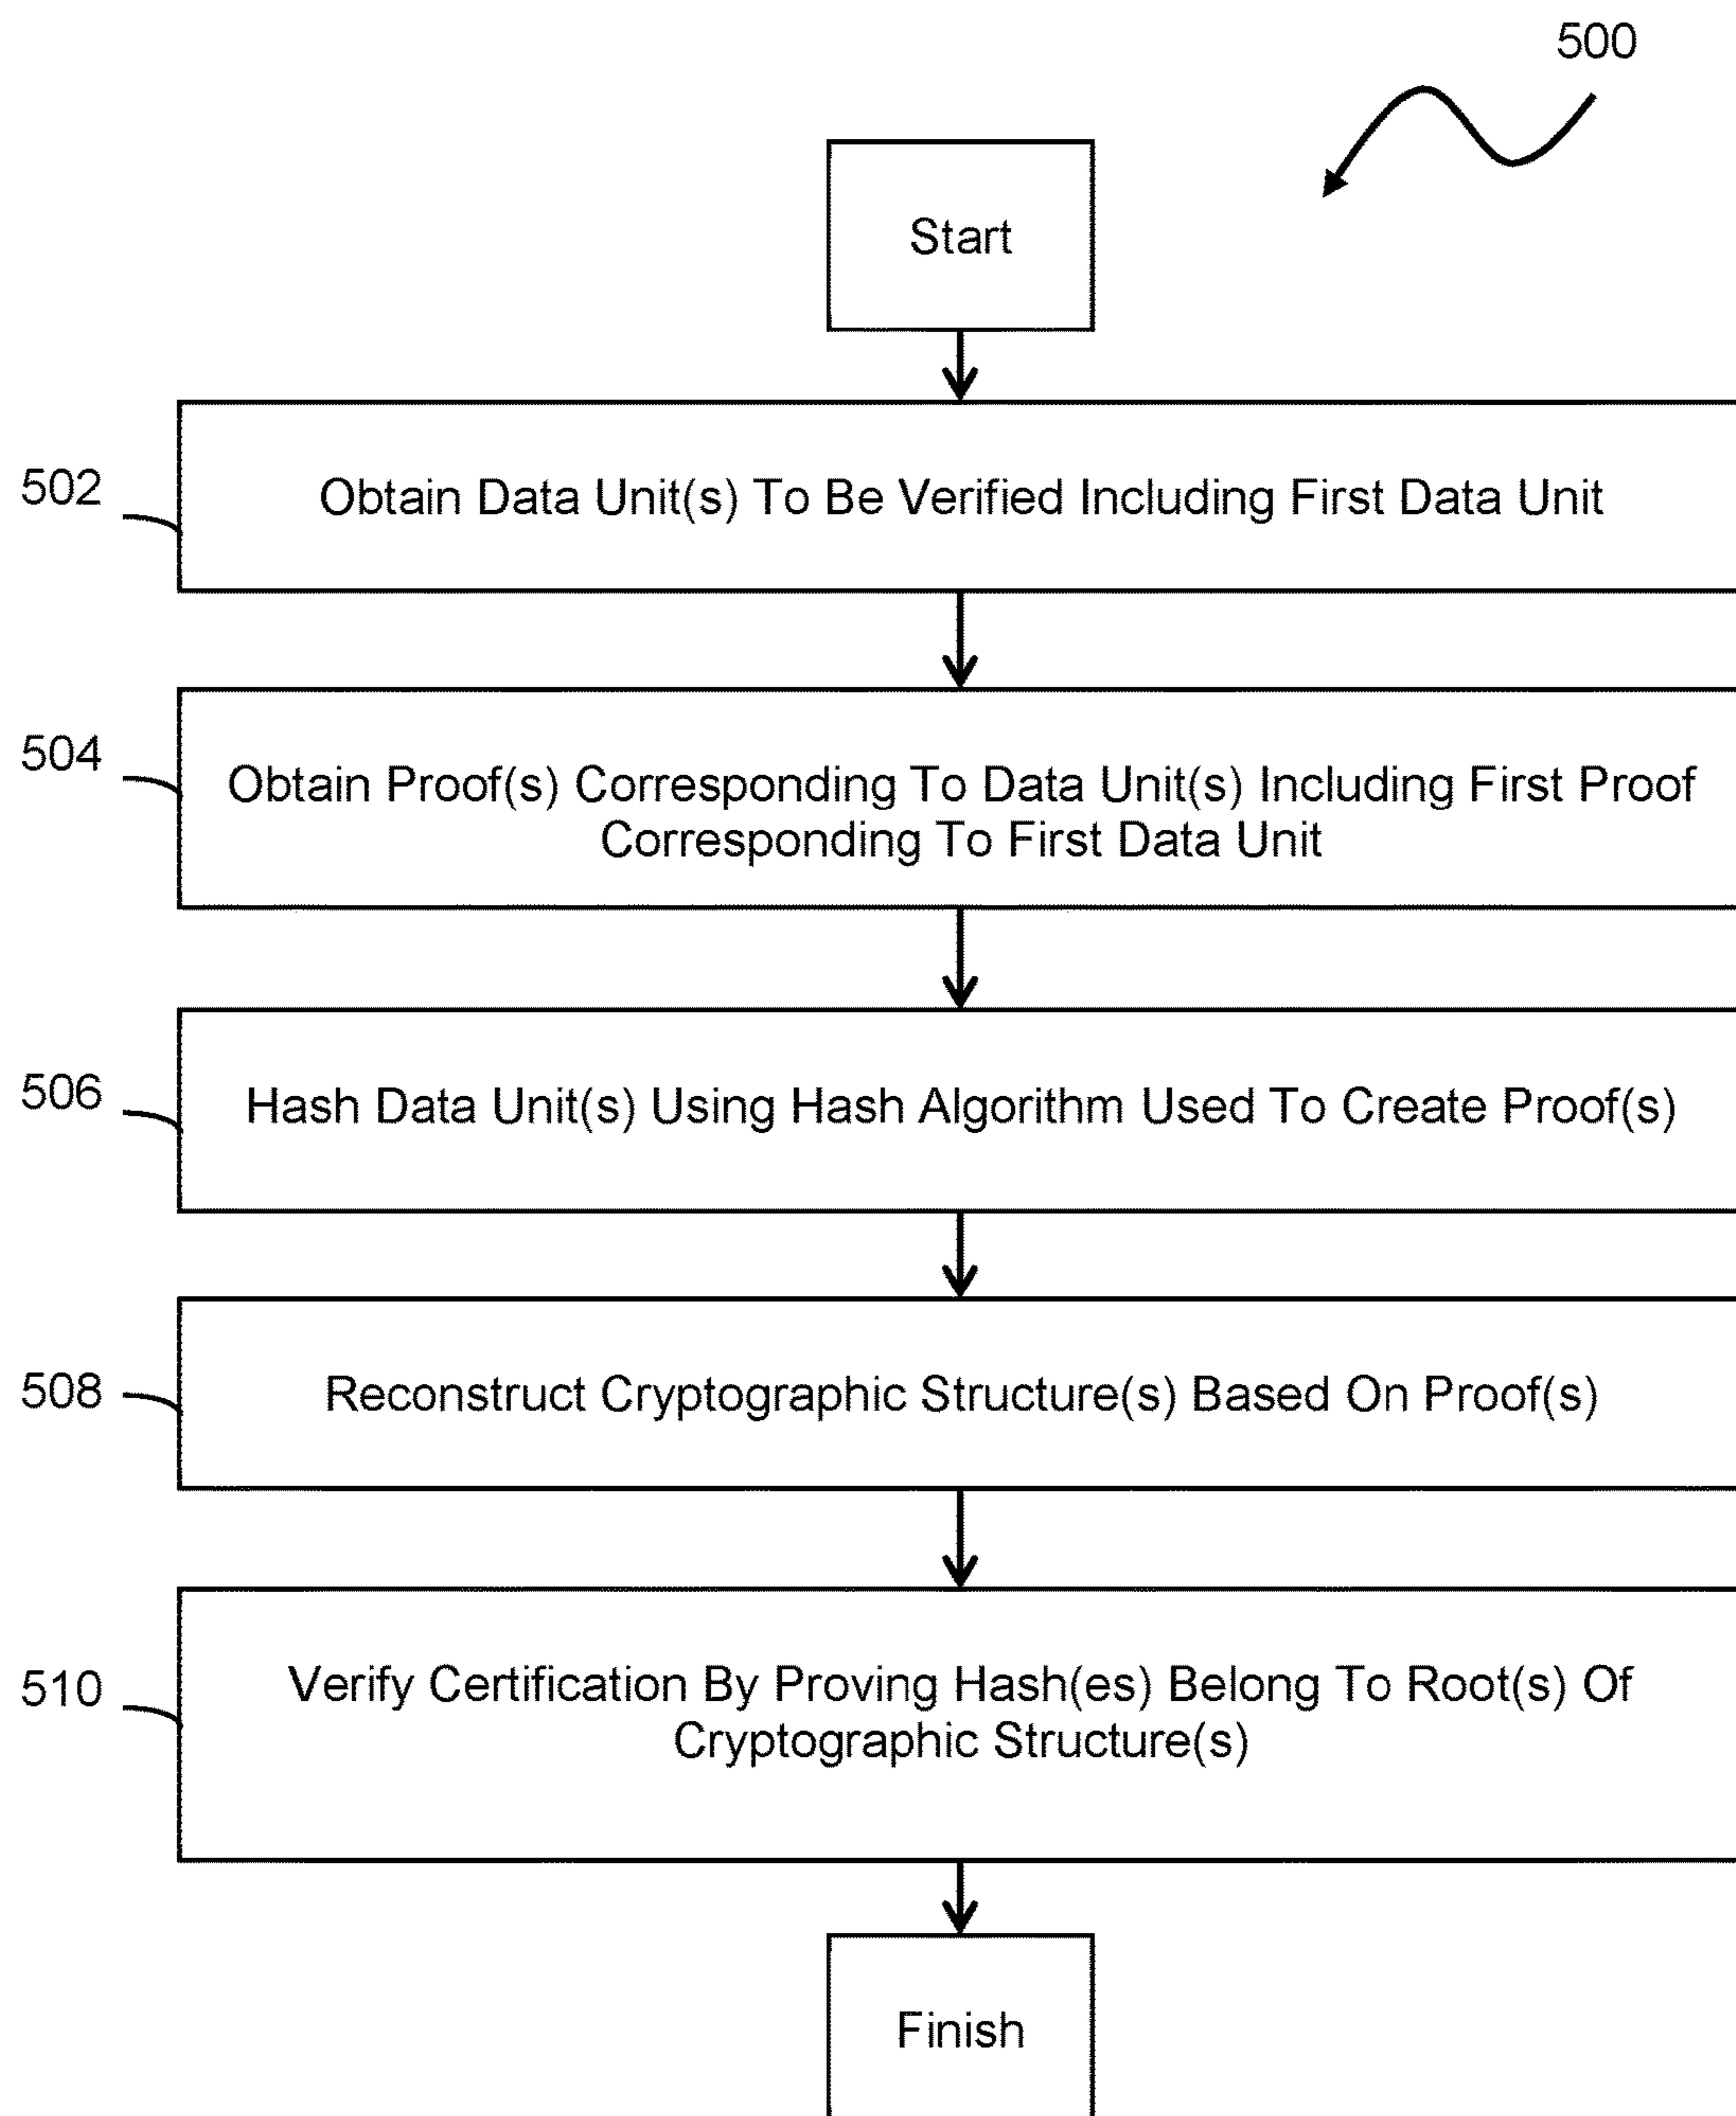 500
Start
502
Obtain Data Unit(s) To Be Verified Including First Data Unit
504
Obtain Proof(s) Corresponding To Data Unit(s) Including First Proof
Corresponding To First Data Unit
506
Hash Data Unit(s) Using Hash Algorithm Used To Create Proof(s)
508
Reconstruct Cryptographic Structure(s) Based On Proof(s)
510
Verify Certification By Proving Hash(es) Belong To Root(s) Of
Cryptographic Structure(s)
Finish